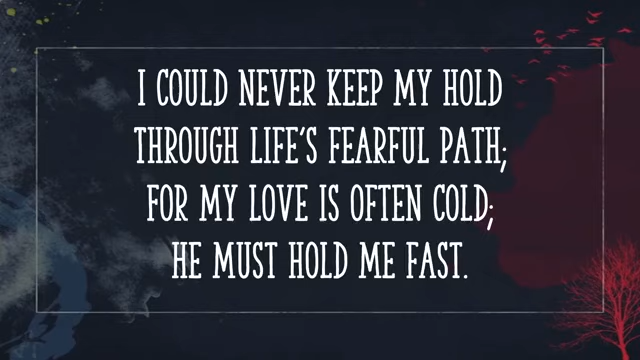 I COULD NEVER KEEP MY HOLD
THROUGH LIFE'S FEARFUL PATH;
FOR MY LOVE IS OFTEN COLD;
HE MUST HOLD ME FAST.